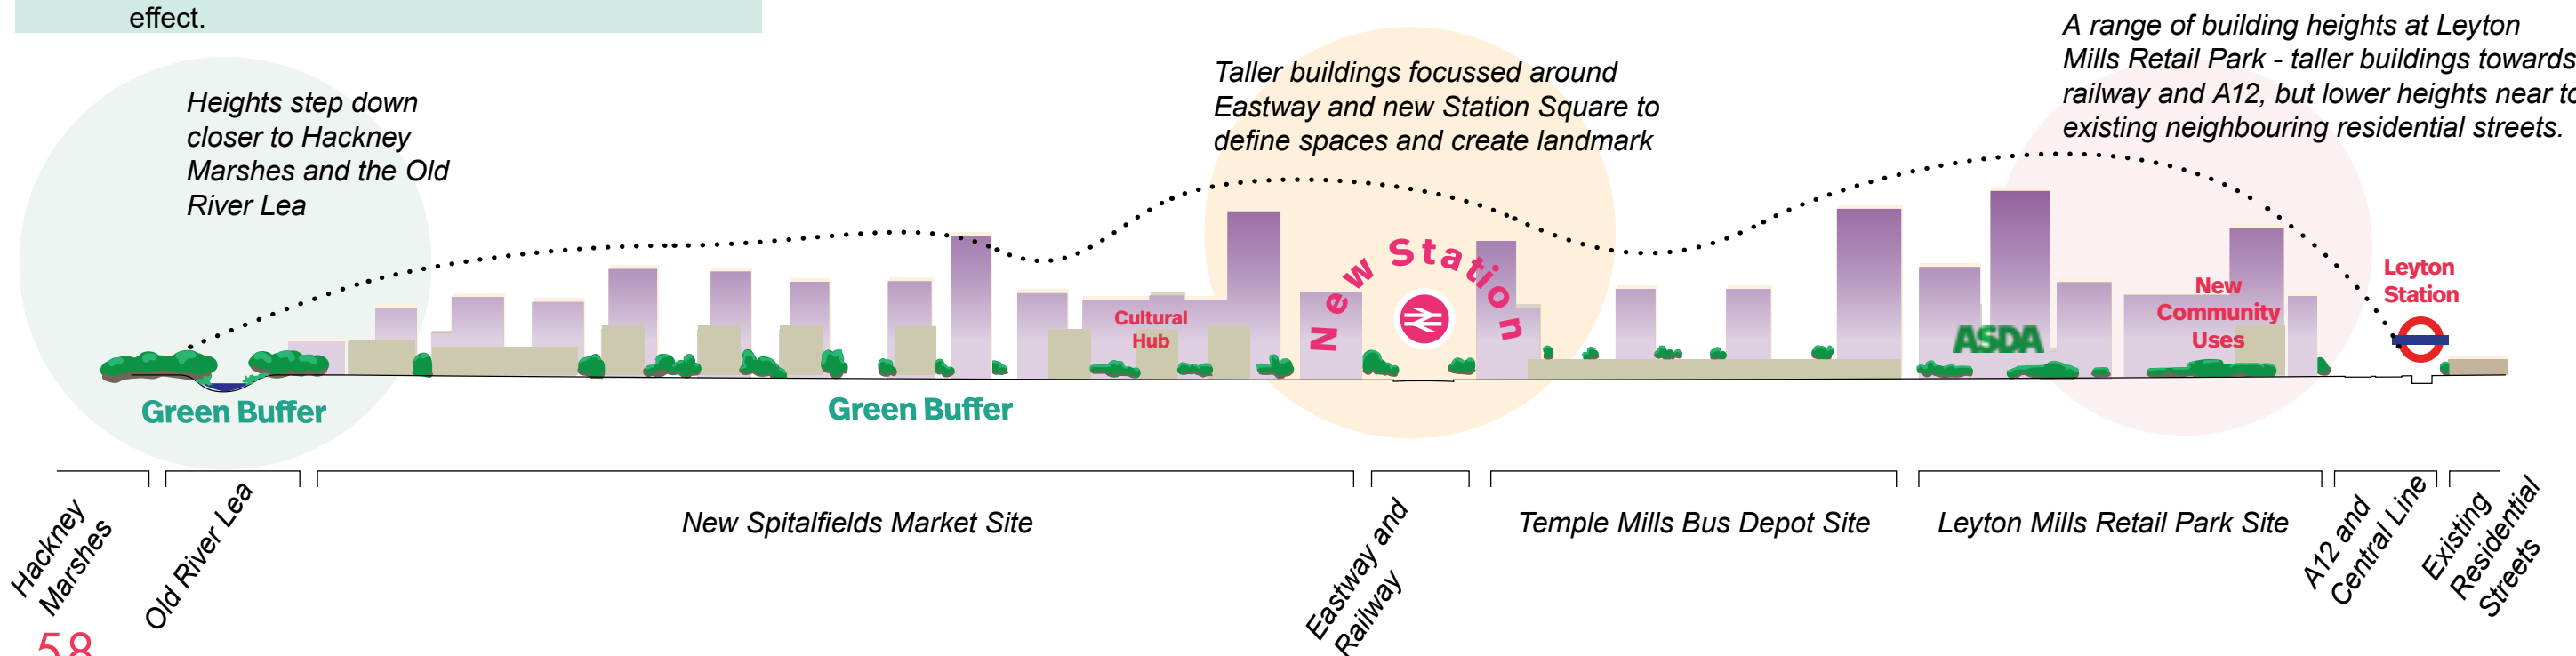 effect.
Heights step down
closer to Hackney
Marshes and the Old
River Lea
Taller buildings focussed around
Eastway and new Station Square to
define spaces and create landmark
A range of building heights at Leyton
Mills Retail Park - taller buildings towards
railway and A12, but lower heights near to
existing neighbouring residential streets.
New Station
Cultural
Hub
ASDA
New
Community
Uses
Leyton
Station
Green Buffer
Green Buffer
Hackney
Marshes
Old River Lea
New Spitalfields Market Site
Eastway and
Railway
Temple Mills Bus Depot Site
Leyton Mills Retail Park Site
A12 and
Central Line
Existing
Residential
Streets
58